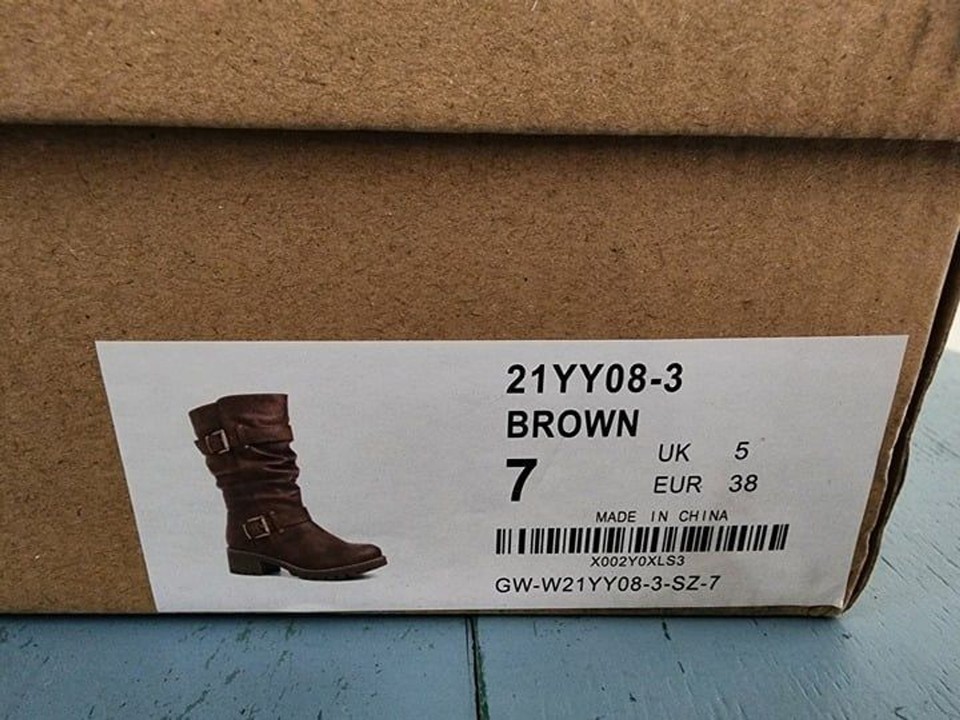 21YY08-3
BROWN
7
UK 5
EUR 38
MADE IN CHINA
X002Y0XLS3
GW-W21YY08-3-SZ-7